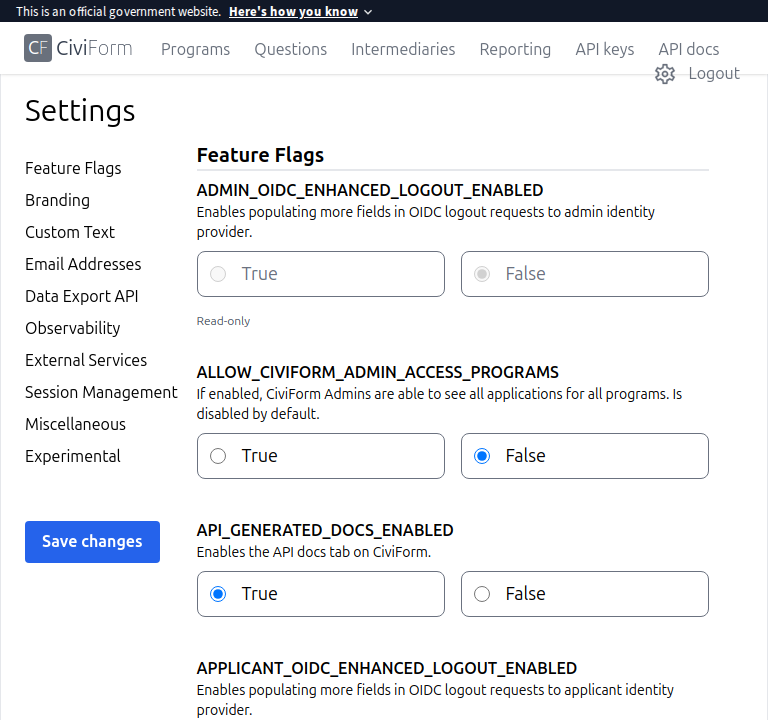 This is an official government website. Here's how you know
CF CiviForm Programs Questions Intermediaries Reporting API keys API docs
Logout
Settings
Feature Flags
Branding
Custom Text
Email Addresses
Data Export API
Observability
External Services
Session Management
Miscellaneous
Experimental
Save changes
Feature Flags
ADMIN_OIDC_ENHANCED_LOGOUT_ENABLED
Enables populating more fields in OIDC logout requests to admin identity
provider.
True False
Read-only
ALLOW_CIVIFORM_ADMIN_ACCESS_PROGRAMS
If enabled, CiviForm Admins are able to see all applications for all programs. Is
disabled by default.
True False
API_GENERATED_DOCS_ENABLED
Enables the API docs tab on CiviForm.
True False
APPLICANT_OIDC_ENHANCED_LOGOUT_ENABLED
Enables populating more fields in OIDC logout requests to applicant identity
provider.